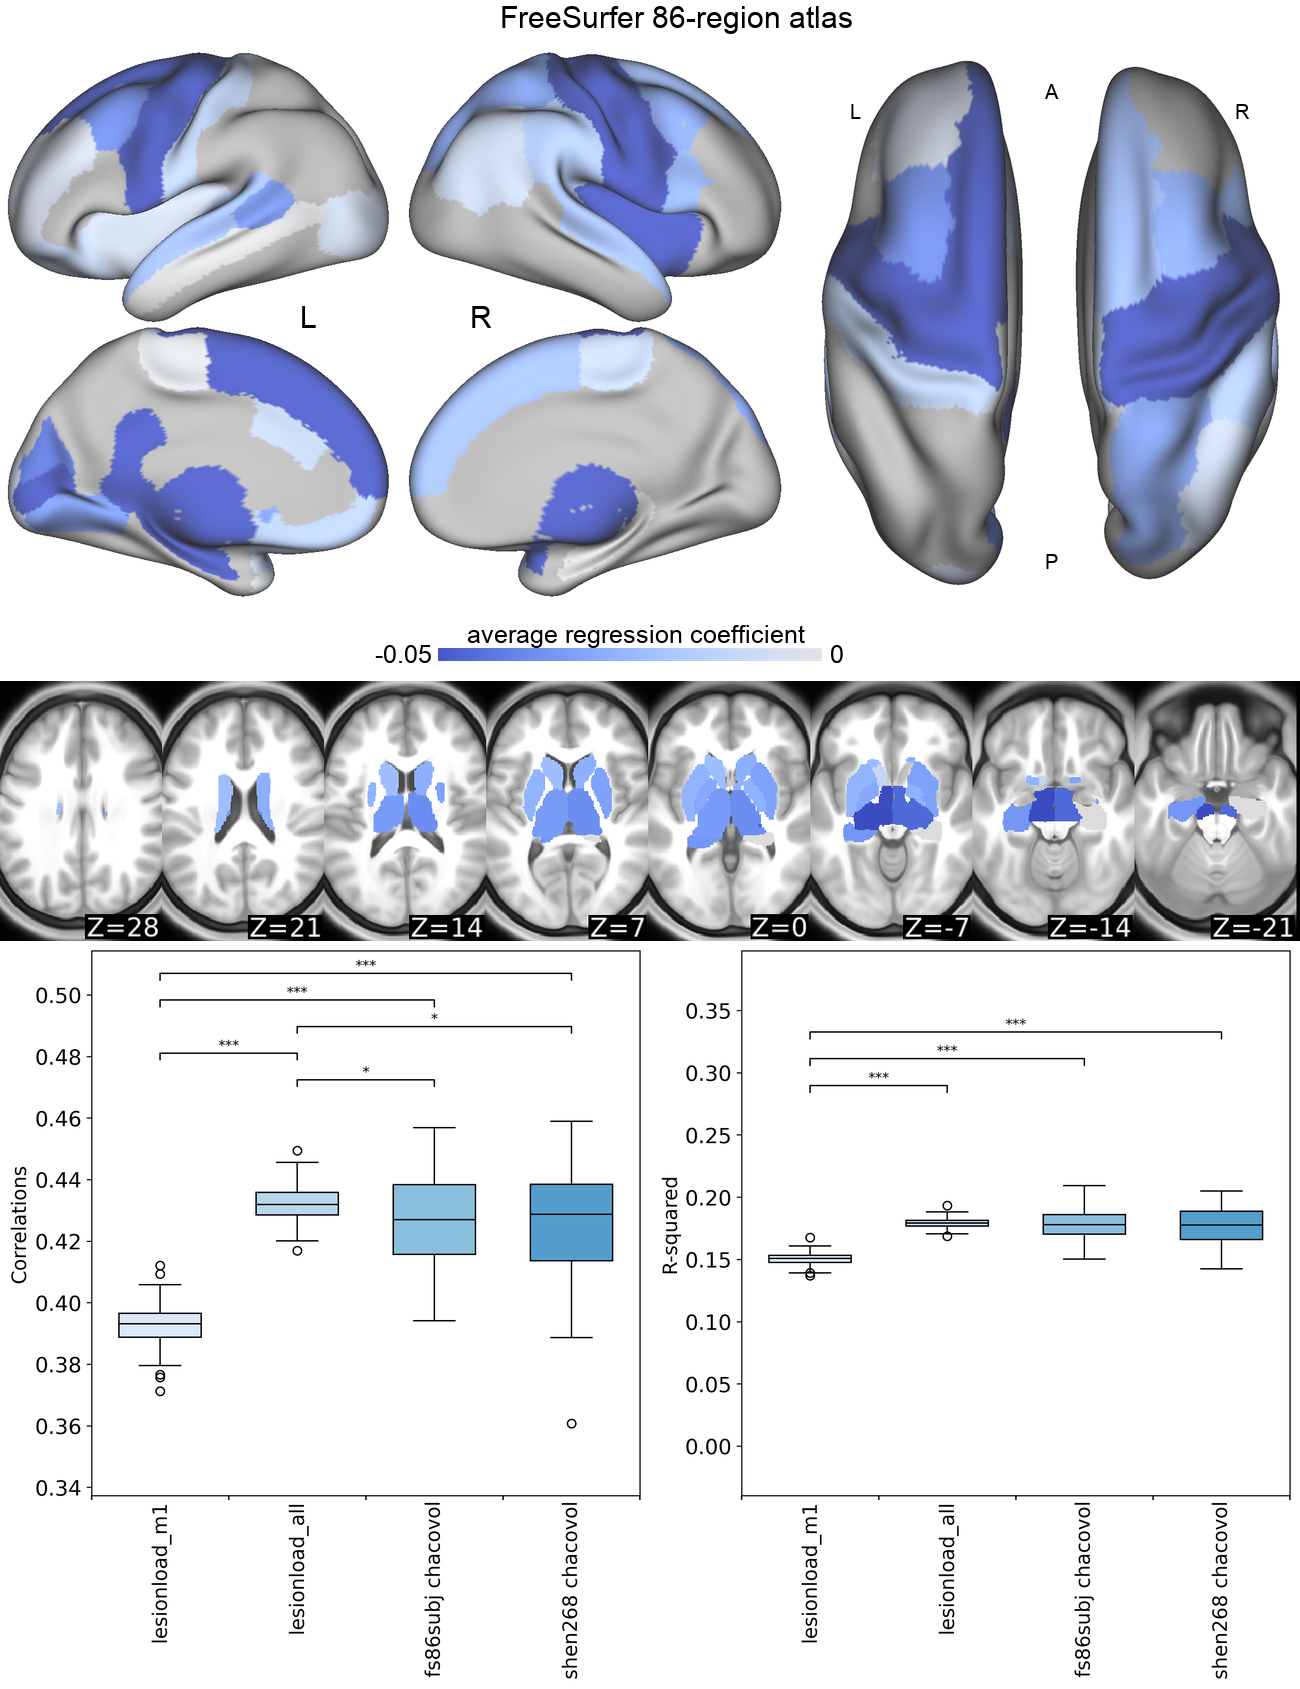 FreeSurfer 86-region atlas
L
A
R
L
R
P
average regression coefficient
-0.05
0
Z=28
Z=21
Z=14
Z=7
Z=0
Z=-7
Z=-14
Z=-21
***
***
*
***
*
0.50
0.48
0.46
0.44
0.42
0.40
0.38
0.36
0.34
Correlations
lesionload_m1
lesionload_all
fs86subj chacovol
shen268 chacovol
***
***
***
0.35
0.30
0.25
0.20
0.15
0.10
0.05
0.00
R-squared
lesionload_m1
lesionload_all
fs86subj chacovol
shen268 chacovol